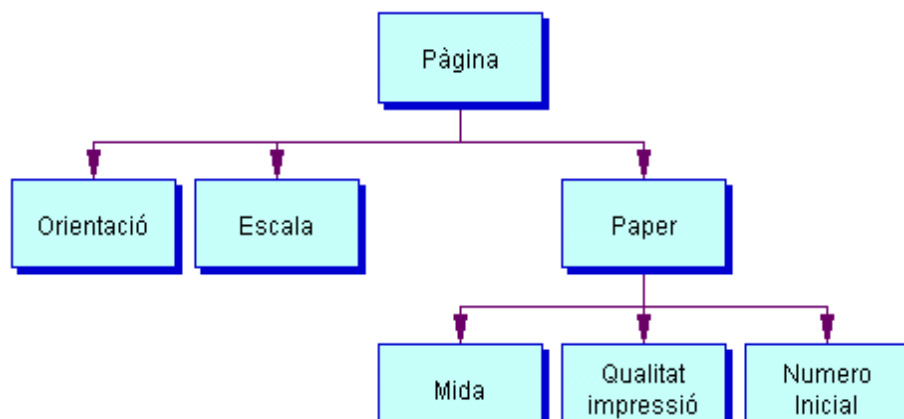 Pàgina
Orientació
Escala
Paper
Mida
Qualitat
impressió
Numero
Inicial